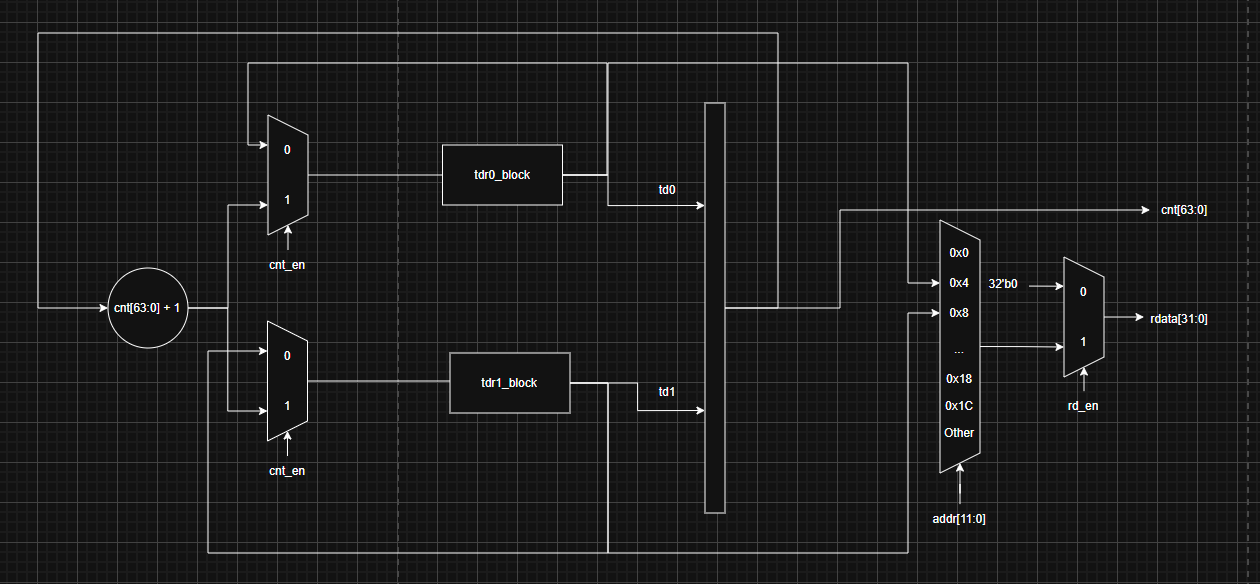 0
1
cnt_en
tdr0_block
td0
cnt[63:0]
0x0
0x4
0x8
...
0x18
0x1C
Other
addr[11:0]
32'b0
0
1
rd_en
rdata[31:0]
cnt[63:0] + 1
0
1
cnt_en
tdr1_block
td1